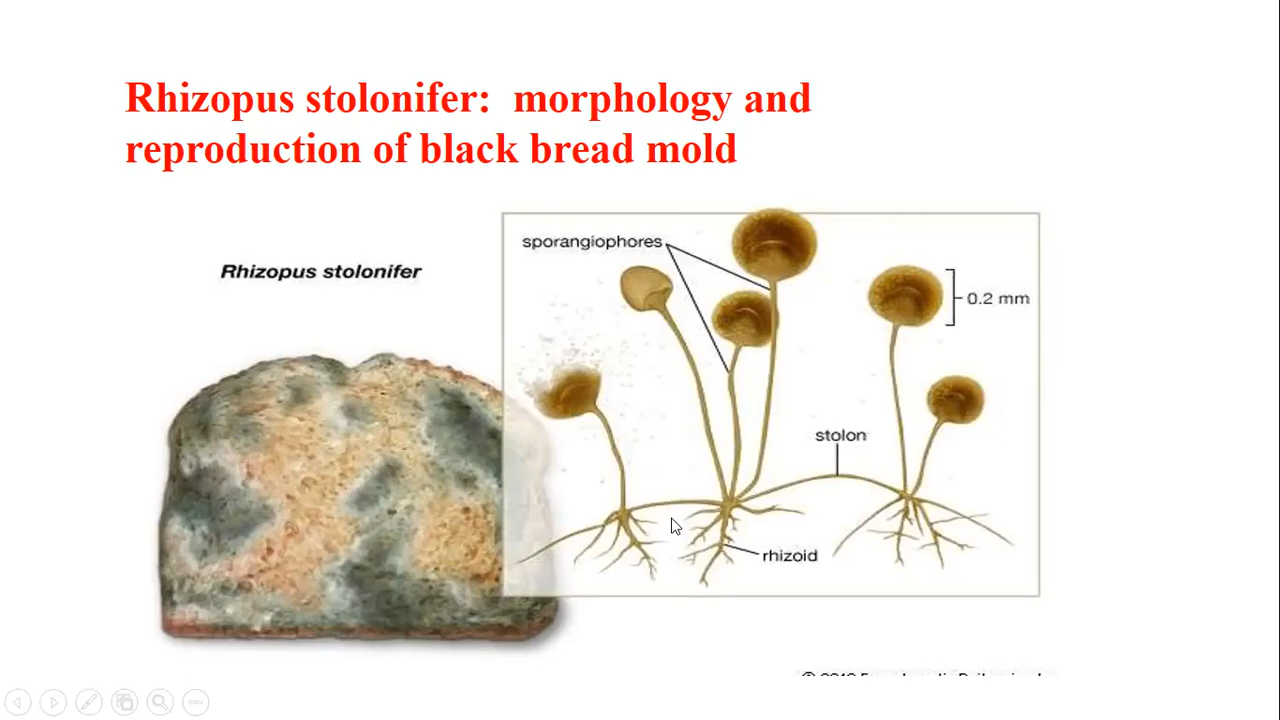 Rhizopus stolonifer: morphology and
reproduction of black bread mold
Rhizopus stolonifer
sporangiophores
0.2 mm
stolon
rhizoid